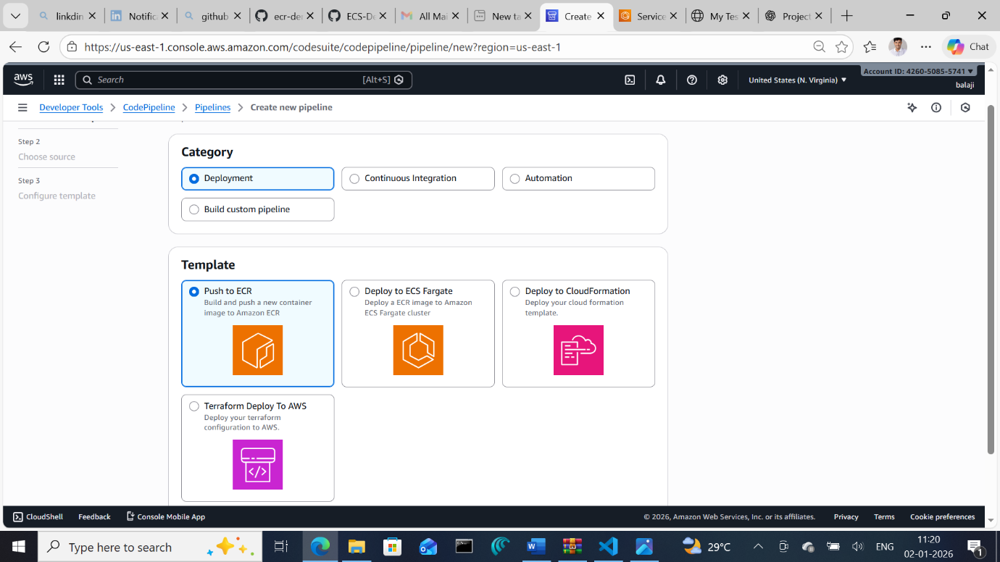 linkdin
Notific
github
ecr-der
ECS-De
All Mai
New ta
Create
Service
My Tes
Project
https://us-east-1.console.aws.amazon.com/codesuite/codepipeline/pipeline/new?region=us-east-1
Chat
aws
Search
[Alt+S]
United States (N. Virginia)
Account ID: 4260-5085-5741
balaji
Developer Tools
CodePipeline
Pipelines
Create new pipeline
Step 2
Choose source
Step 3
Configure template
Category
Deployment
Continuous Integration
Automation
Build custom pipeline
Template
Push to ECR
Build and push a new container
image to Amazon ECR
Deploy to ECS Fargate
Deploy a ECR image to Amazon
ECS Fargate cluster
Deploy to CloudFormation
Deploy your cloud formation
template.
Terraform Deploy To AWS
Deploy your terraform
configuration to AWS.
CloudShell
Feedback
Console Mobile App
© 2026, Amazon Web Services, Inc. or its affiliates.
Privacy
Terms
Cookie preferences
Type here to search
29°C
ENG
11:20
02-01-2026
1